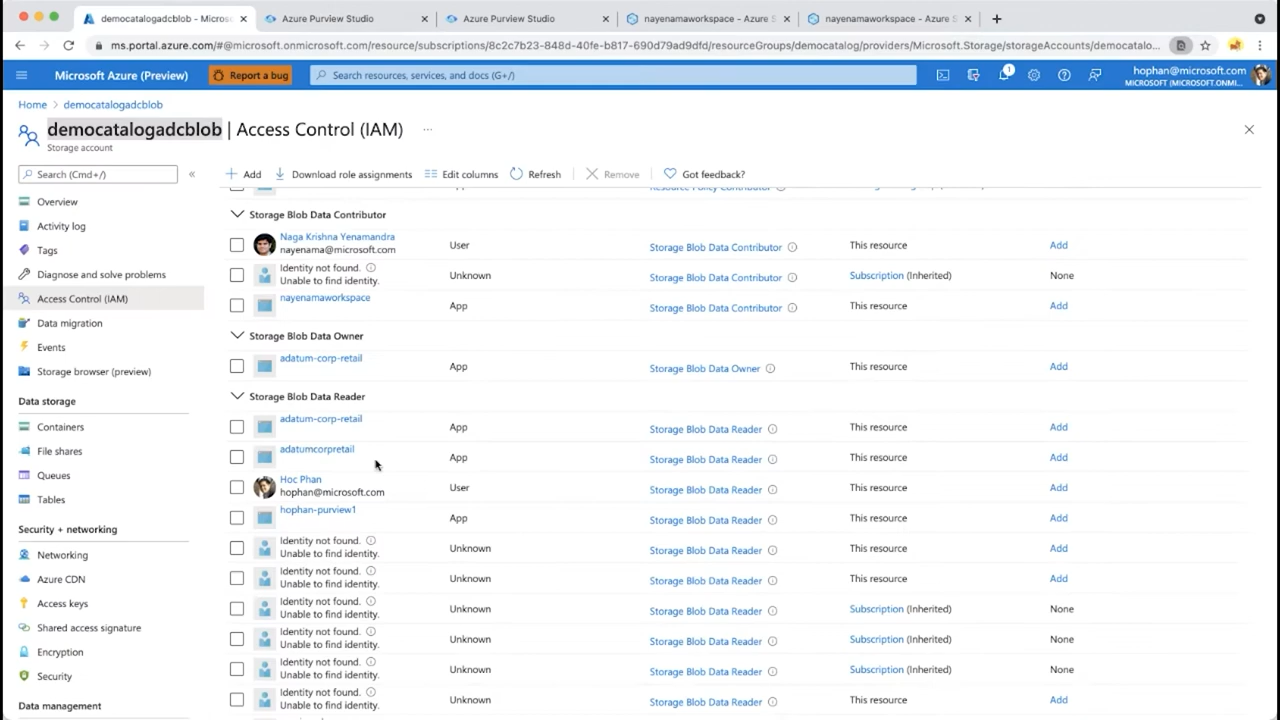 democatalogadcblob - Micros
Azure Purview Studio
Azure Purview Studio
nayenamaworkspace - Azure S
nayenamaworkspace - Azure S
ms.portal.azure.com/#@microsoft.onmicrosoft.com/resource/subscriptions/8c2c7b23-848d-40fe-b817-690d79ad9dfd/resourceGroups/democatalog/providers/Microsoft.Storage/storageAccounts/democatalo...
Microsoft Azure (Preview)
Report a bug
Search resources, services, and docs (G+/)
1
hophan@microsoft.com
MICROSOFT (MICROSOFT.ONMI...
Home > democatalogadcblob
democatalogadcblob | Access Control (IAM) ...
Storage account
Search (Cmd+/)
«
Add
Download role assignments
Edit columns
Refresh
Remove
Got feedback?
Overview
Activity log
Tags
Diagnose and solve problems
Access Control (IAM)
Data migration
Events
Storage browser (preview)
Data storage
Containers
File shares
Queues
Tables
Security + networking
Networking
Azure CDN
Access keys
Shared access signature
Encryption
Security
Data management
Resource Policy Contributor
Storage Blob Data Contributor
Naga Krishna Yenamandra
nayenama@microsoft.com
User
Storage Blob Data Contributor
This resource
Add
Identity not found.
Unable to find identity.
Unknown
Storage Blob Data Contributor
Subscription (Inherited)
None
nayenamaworkspace
App
Storage Blob Data Contributor
This resource
Add
Storage Blob Data Owner
adatum-corp-retail
App
Storage Blob Data Owner
This resource
Add
Storage Blob Data Reader
adatum-corp-retail
App
Storage Blob Data Reader
This resource
Add
adatumcorpretail
App
Storage Blob Data Reader
This resource
Add
Hoc Phan
hophan@microsoft.com
User
Storage Blob Data Reader
This resource
Add
hophan-purview1
App
Storage Blob Data Reader
This resource
Add
Identity not found.
Unable to find identity.
Unknown
Storage Blob Data Reader
This resource
Add
Identity not found.
Unable to find identity.
Unknown
Storage Blob Data Reader
This resource
Add
Identity not found.
Unable to find identity.
Unknown
Storage Blob Data Reader
Subscription (Inherited)
None
Identity not found.
Unable to find identity.
Unknown
Storage Blob Data Reader
Subscription (Inherited)
None
Identity not found.
Unable to find identity.
Unknown
Storage Blob Data Reader
Subscription (Inherited)
None
Identity not found.
Unable to find identity.
Unknown
Storage Blob Data Reader
This resource
Add